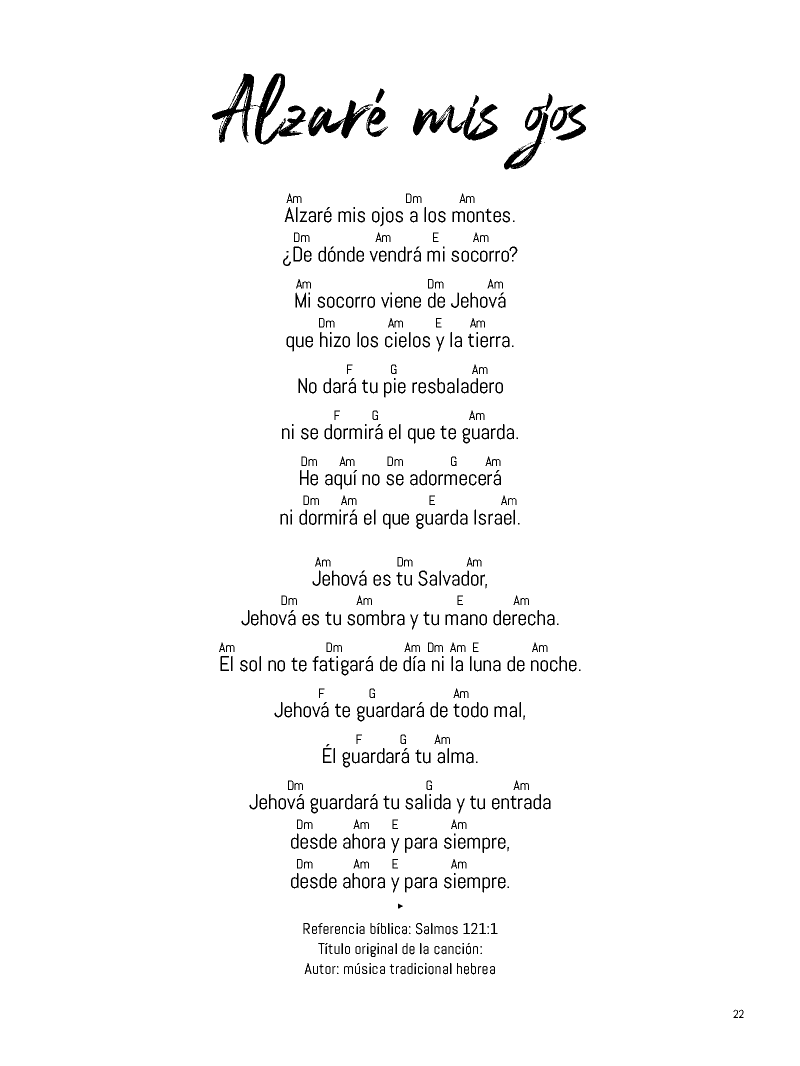 Alzaré mis ojos
Am Dm Am
Alzaré mis ojos a los montes.
Dm Am E Am
¿De dónde vendrá mi socorro?
Am Dm Am
Mi socorro viene de Jehová
Dm Am E Am
que hizo los cielos y la tierra.
F G Am
No dará tu pie resbaladero
F G Am
ni se dormirá el que te guarda.
Dm Am Dm G Am
He aquí no se adormecerá
Dm Am E Am
ni dormirá el que guarda Israel.
Am Dm Am
Jehová es tu Salvador,
Dm Am E Am
Jehová es tu sombra y tu mano derecha.
Am Dm Am Dm Am E Am
El sol no te fatigará de día ni la luna de noche.
F G Am
Jehová te guardará de todo mal,
F G Am
Él guardará tu alma.
Dm G Am
Jehová guardará tu salida y tu entrada
Dm Am E Am
desde ahora y para siempre,
Dm Am E Am
desde ahora y para siempre.
Referencia bíblica: Salmos 121:1
Título original de la canción:
Autor: música tradicional hebrea
22